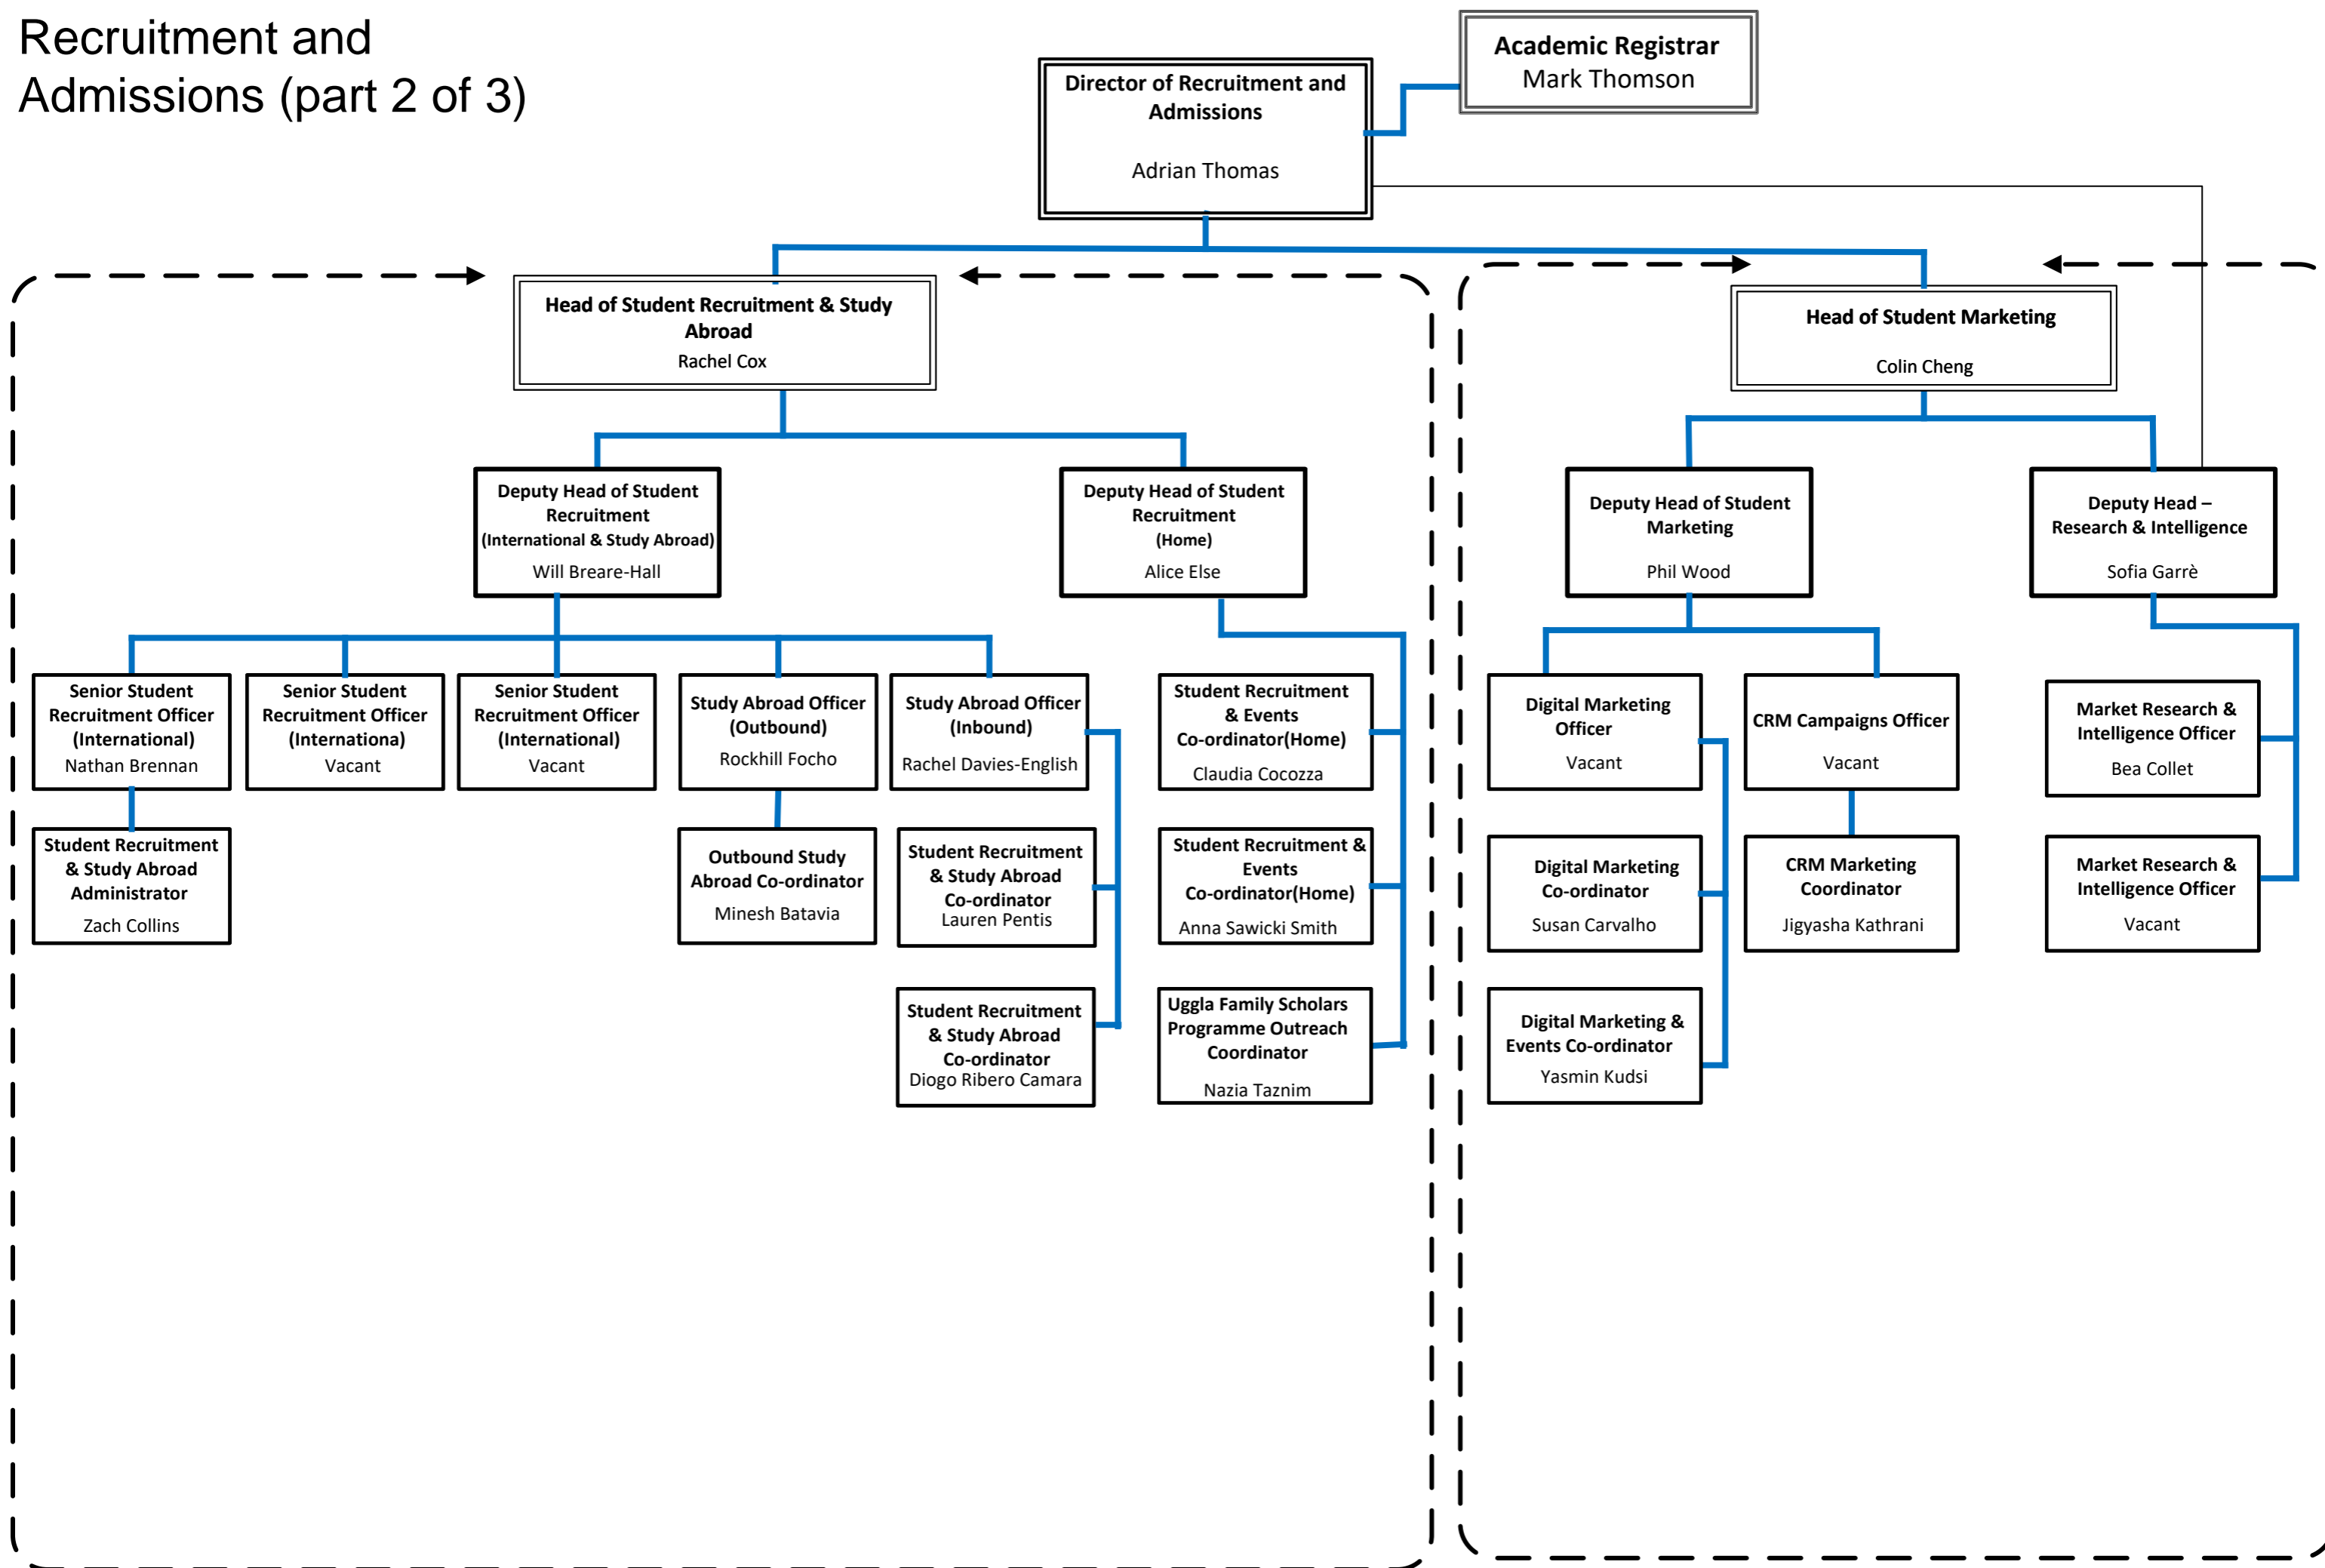 Recruitment and
Admissions (part 2 of 3)
Academic Registrar
Mark Thomson
Director of Recruitment and
Admissions
Adrian Thomas
Head of Student Recruitment & Study
Abroad
Rachel Cox
Head of Student Marketing
Colin Cheng
Deputy Head of Student
Recruitment
(International & Study Abroad)
Will Breare-Hall
Deputy Head of Student
Recruitment
(Home)
Alice Else
Deputy Head of Student
Marketing
Phil Wood
Deputy Head –
Research & Intelligence
Sofia Garrè
Senior Student
Recruitment Officer
(International)
Nathan Brennan
Senior Student
Recruitment Officer
(Internationa)
Vacant
Senior Student
Recruitment Officer
(International)
Vacant
Study Abroad Officer
(Outbound)
Rockhill Focho
Study Abroad Officer
(Inbound)
Rachel Davies-English
Student Recruitment
& Events
Co-ordinator(Home)
Claudia Cocozza
Digital Marketing
Officer
Vacant
CRM Campaigns Officer
Vacant
Market Research &
Intelligence Officer
Bea Collet
Student Recruitment
& Study Abroad
Administrator
Zach Collins
Outbound Study
Abroad Co-ordinator
Minesh Batavia
Student Recruitment
& Study Abroad
Co-ordinator
Lauren Pentis
Student Recruitment &
Events
Co-ordinator(Home)
Anna Sawicki Smith
Digital Marketing
Co-ordinator
Susan Carvalho
CRM Marketing
Coordinator
Jigyasha Kathrani
Market Research &
Intelligence Officer
Vacant
Student Recruitment
& Study Abroad
Co-ordinator
Diogo Ribero Camara
Uggla Family Scholars
Programme Outreach
Coordinator
Nazia Taznim
Digital Marketing &
Events Co-ordinator
Yasmin Kudsi